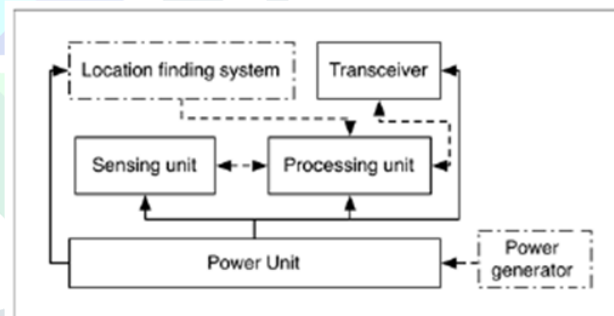 Location finding system
Transceiver
Sensing unit
Processing unit
Power Unit
Power
generator